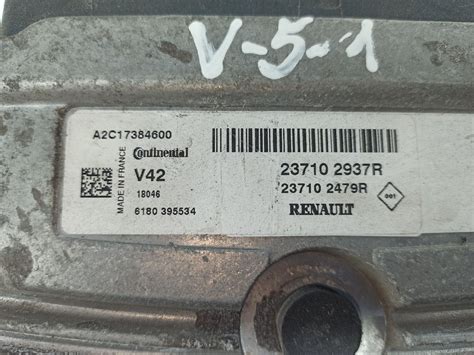 V-5-1
A2C17384600
MADE IN FRANCE
Continental
V42
18046
6180 395534
23710 2937R
23710 2479R
RENAULT
001